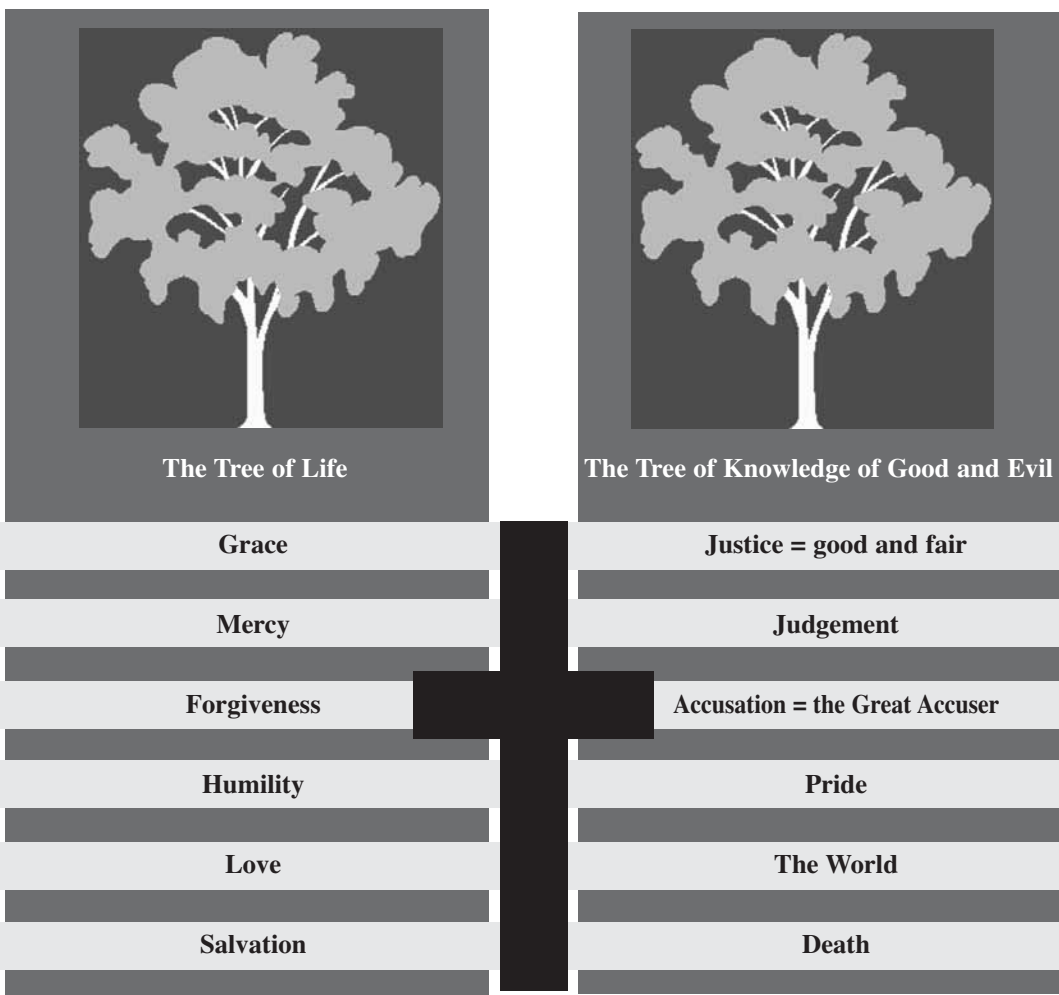 The Tree of Life
The Tree of Knowledge of Good and Evil
Grace
Justice = good and fair
Mercy
Judgement
Forgiveness
Accusation = the Great Accuser
Humility
Pride
Love
The World
Salvation
Death